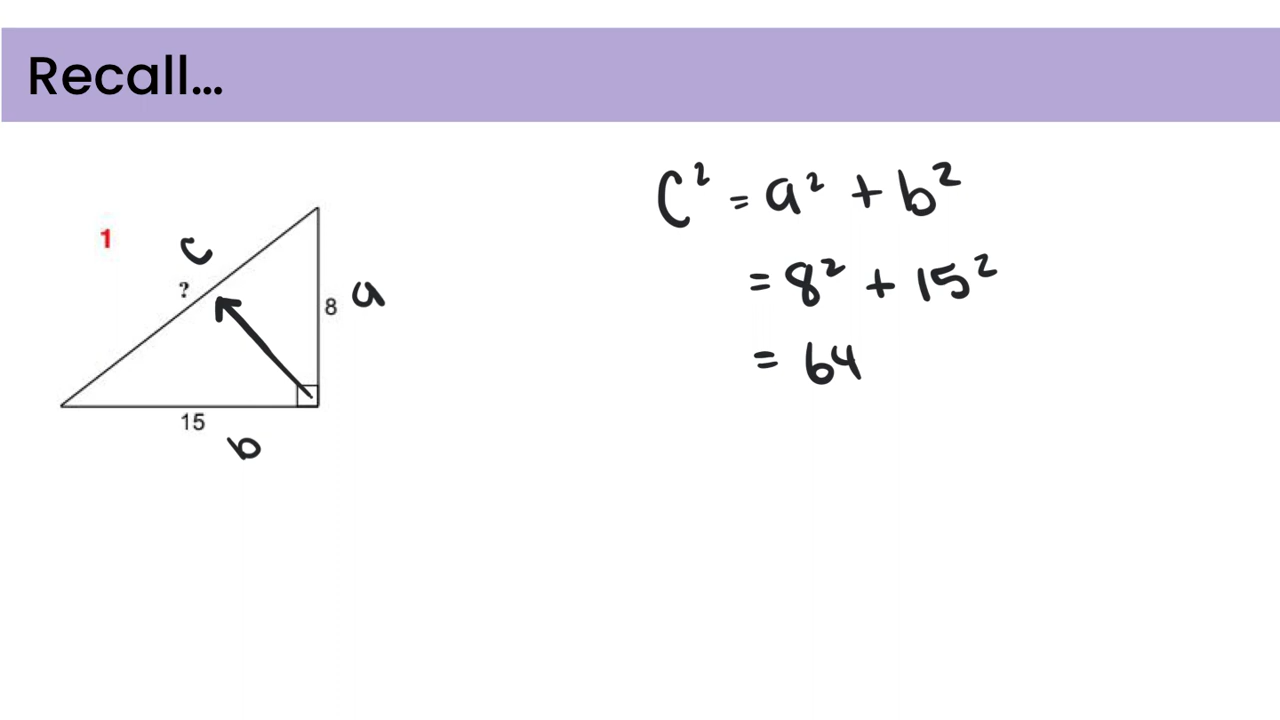 Recall...
1
c
?
8 a
15
b
C² = a² + b²
= 8² + 15²
= 64